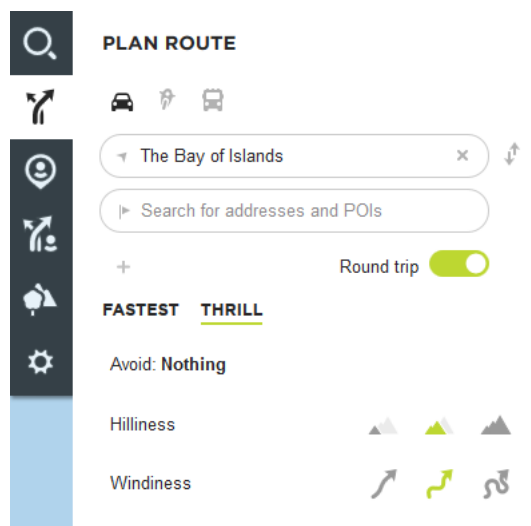 PLAN ROUTE
The Bay of Islands
Search for addresses and POIs
Round trip
FASTEST THRILL
Avoid: Nothing
Hilliness
Windiness